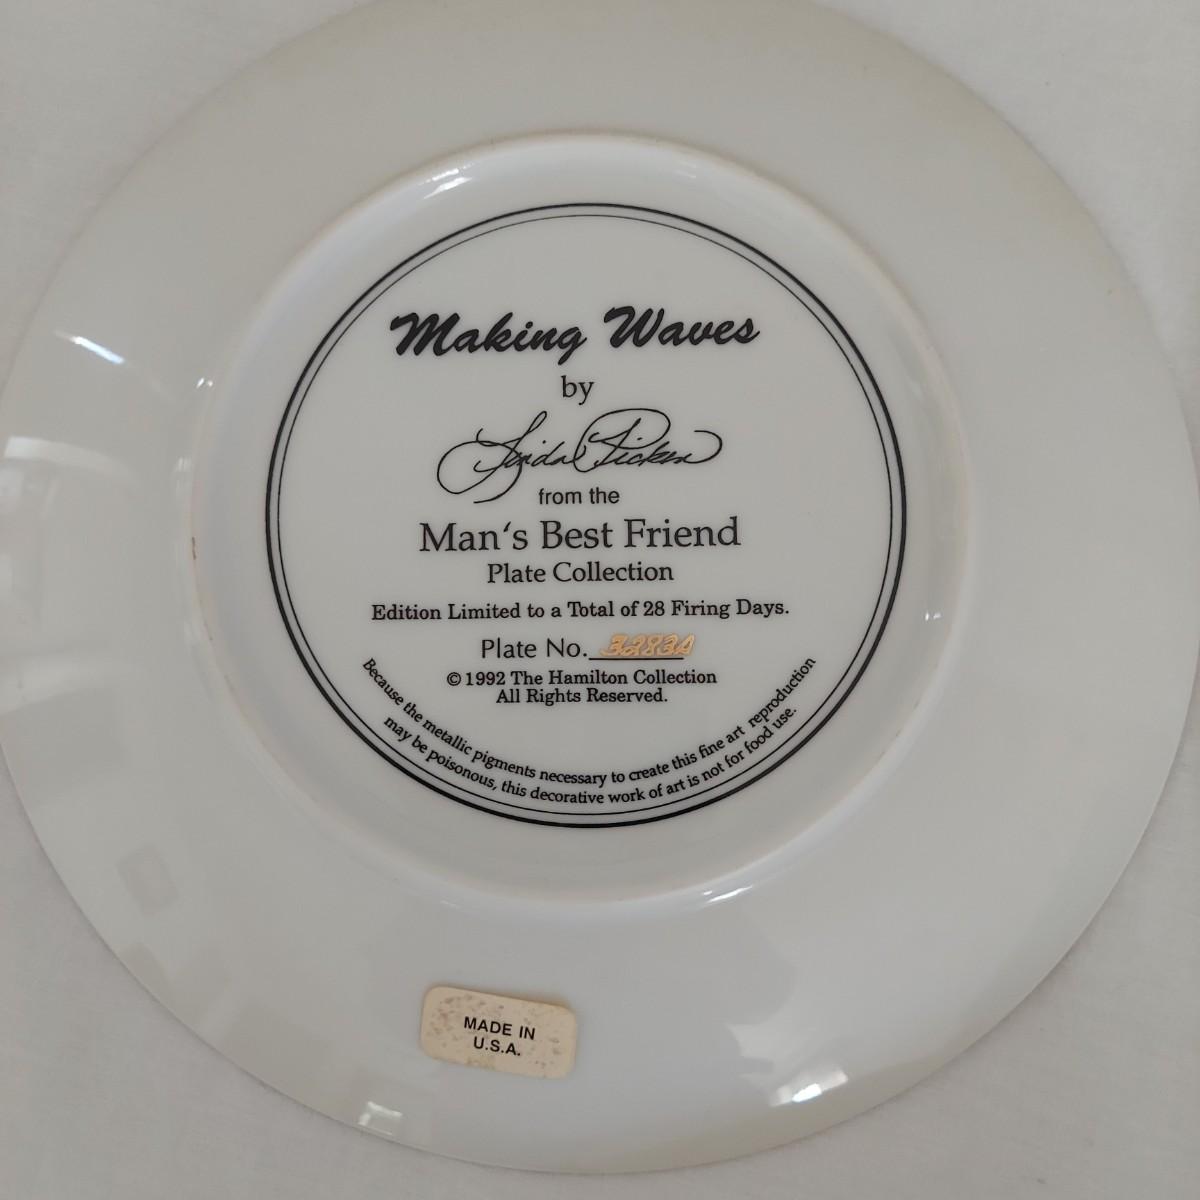 Making Waves
by
Linda Picken
from the
Man‘s Best Friend
Plate Collection
Edition Limited to a Total of 28 Firing Days.
Plate No. 3283A
© 1992 The Hamilton Collection
All Rights Reserved.
Because the metallic pigments necessary to create this fine art reproduction
may be poisonous, this decorative work of art is not for food use.
MADE IN
U.S.A.